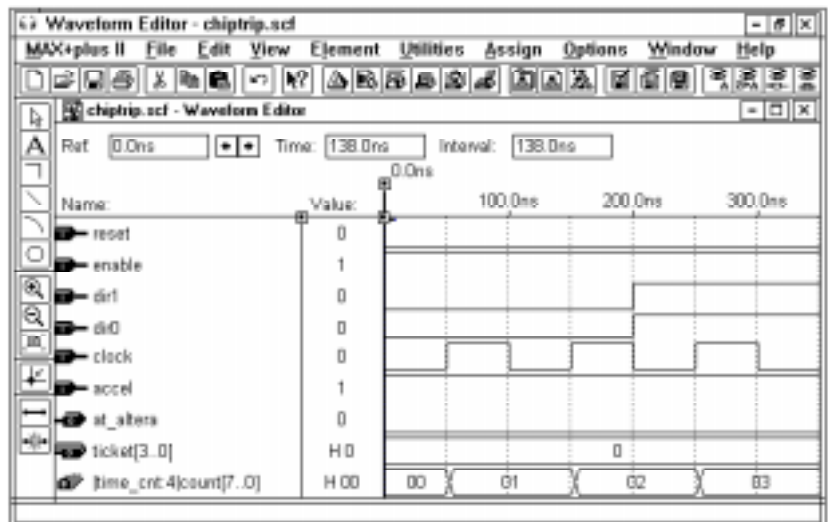 Waveform Editor - chiptrip.scf
MAX+plus II File Edit View Element Utilities Assign Options Window Help
chiptrip.scf - Waveform Editor
Ref: 0.0ns Time: 138.0ns Interval: 138.0ns
0.0ns
Name: Value: 100.0ns 200.0ns 300.0ns
reset 0
enable 1
dir1 0
dir0 0
clock 0
accel 1
at_altera 0
ticket[3..0] H 0 0
|time_cnt:4|count[7..0] H 00 00 01 02 03